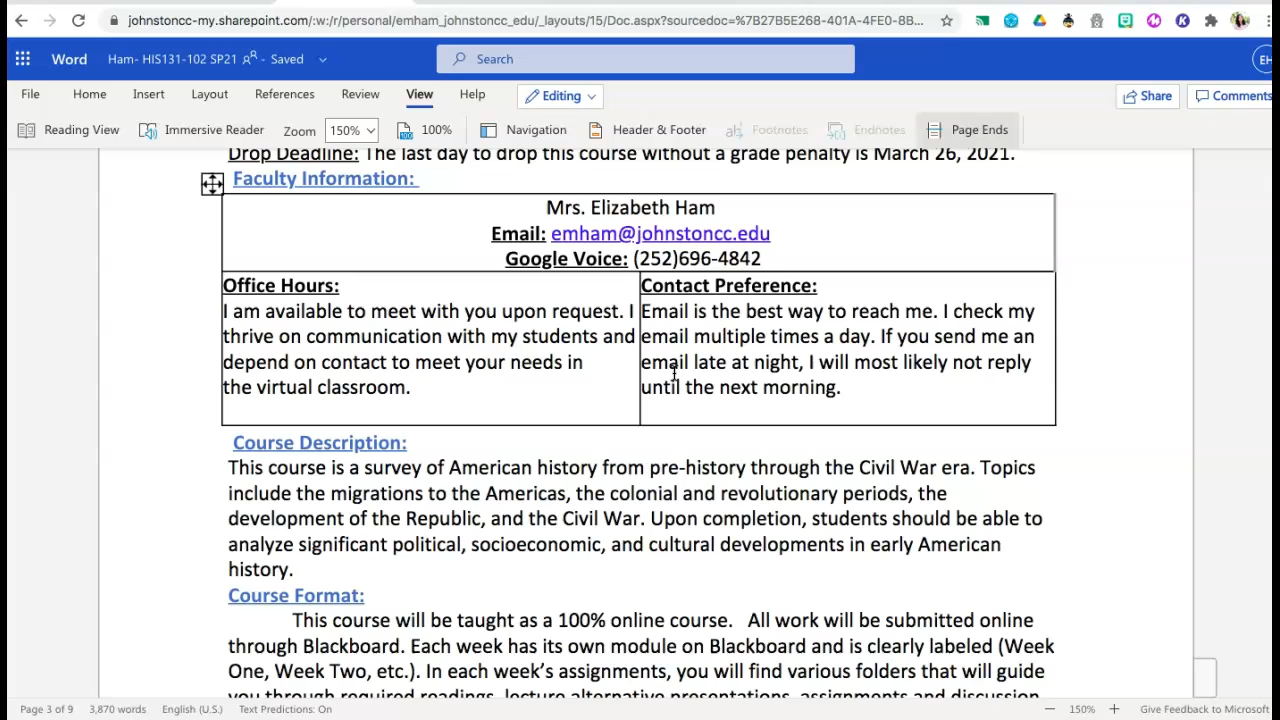 johnstoncc-my.sharepoint.com/:w:/r/personal/emham_johnstoncc_edu/_layouts/15/Doc.aspx?sourcedoc=%7B27B5E268-401A-4FE0-8B...
Word Ham- HIS131-102 SP21 - Saved Search EH
File Home Insert Layout References Review View Help Editing Share Comments
Reading View Immersive Reader Zoom 150% 100% Navigation Header & Footer Footnotes Endnotes Page Ends
Drop Deadline: The last day to drop this course without a grade penalty is March 26, 2021.
Faculty Information:
Mrs. Elizabeth Ham
Email: emham@johnstoncc.edu
Google Voice: (252)696-4842
Office Hours:
I am available to meet with you upon request. I
thrive on communication with my students and
depend on contact to meet your needs in
the virtual classroom.
Contact Preference:
Email is the best way to reach me. I check my
email multiple times a day. If you send me an
email late at night, I will most likely not reply
until the next morning.
Course Description:
This course is a survey of American history from pre-history through the Civil War era. Topics
include the migrations to the Americas, the colonial and revolutionary periods, the
development of the Republic, and the Civil War. Upon completion, students should be able to
analyze significant political, socioeconomic, and cultural developments in early American
history.
Course Format:
This course will be taught as a 100% online course. All work will be submitted online
through Blackboard. Each week has its own module on Blackboard and is clearly labeled (Week
One, Week Two, etc.). In each week's assignments, you will find various folders that will guide
you through required readings, lecture alternative presentations, assignments and discussion
Page 3 of 9 3,870 words English (U.S.) Text Predictions: On 150% Give Feedback to Microsoft